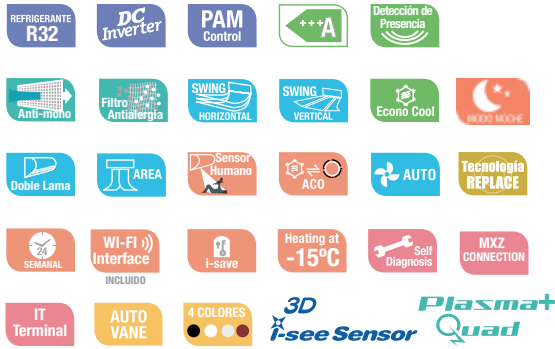 REFRIGERANTE
R32
DC
Inverter
PAM
Control
+++A
Detección de
Presencia
Anti-moho
Filtro
Antialergia
SWING
HORIZONTAL
SWING
VERTICAL
Econo Cool
MODO NOCHE
Doble Lama
AREA
Sensor
Humano
ACO
AUTO
Tecnología
REPLACE
24
SEMANAL
WI-FI
Interface
INCLUIDO
i-save
Heating at
-15ºC
Self
Diagnosis
MXZ
CONNECTION
IT
Terminal
AUTO
VANE
4 COLORES
3D
i-see Sensor
Plasma+
Quad